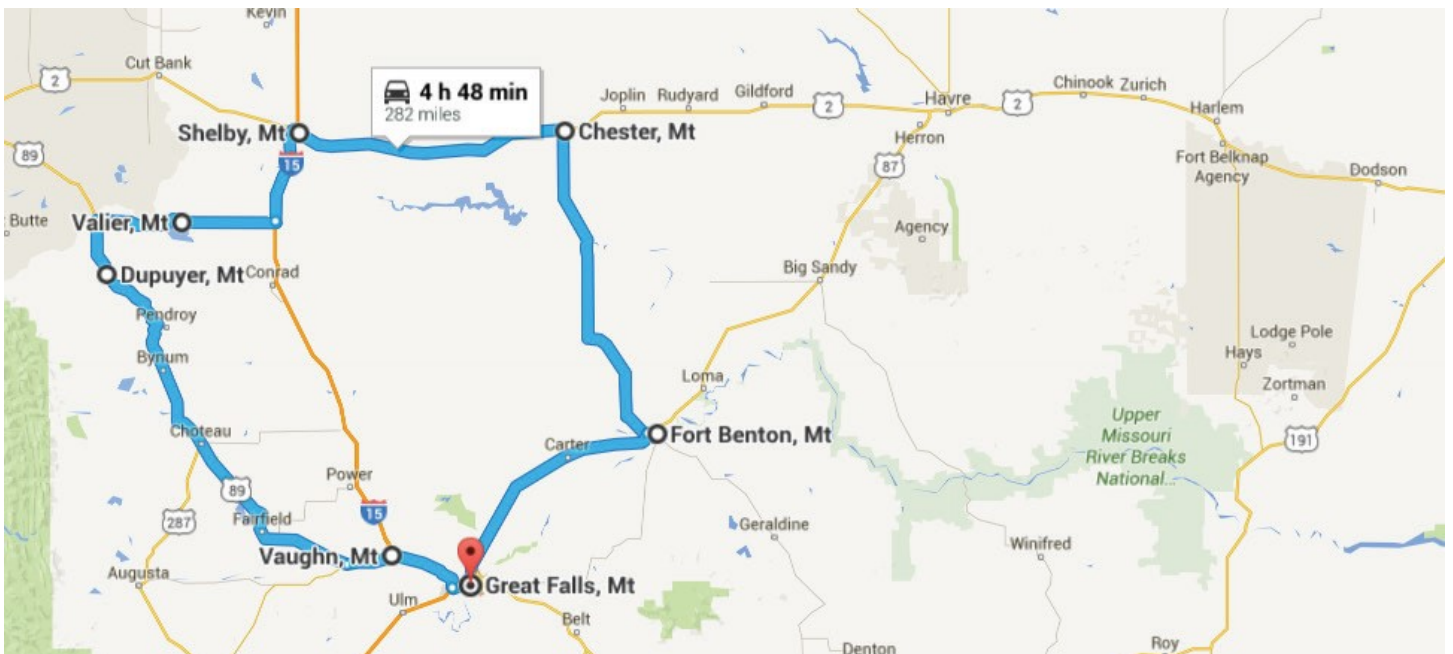 Kevin
Cut Bank
2
4 h 48 min
282 miles
Joplin
Rudyard
Gildford
2
Havre
2
Chinook
Zurich
Harlem
Shelby, Mt
Chester, Mt
Herron
89
15
87
Fort Belknap
Agency
Dodson
Butte
Valier, Mt
Agency
Dupuyer, Mt
Conrad
Big Sandy
Pendroy
Bynum
Lodge Pole
Hays
Loma
Zortman
Choteau
Carter
Fort Benton, Mt
Upper
Missouri
River Breaks
National...
191
Power
89
15
287
Fairfield
Geraldine
Vaughn, Mt
Winifred
Augusta
Great Falls, Mt
Ulm
Belt
Denton
Roy